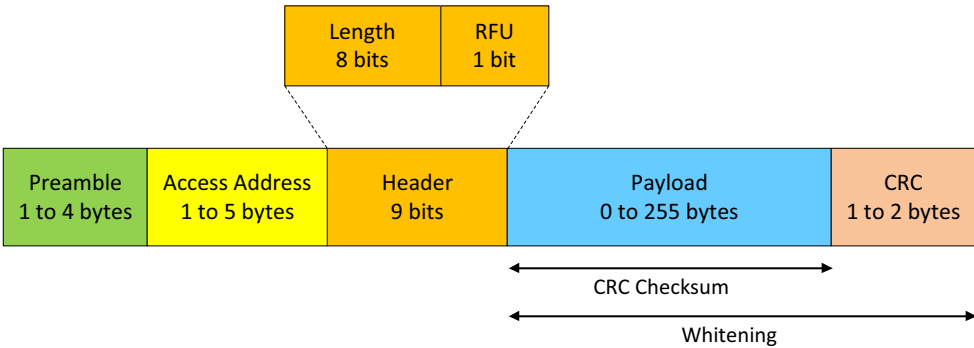 Length
8 bits
RFU
1 bit
Preamble
1 to 4 bytes
Access Address
1 to 5 bytes
Header
9 bits
Payload
0 to 255 bytes
CRC
1 to 2 bytes
CRC Checksum
Whitening